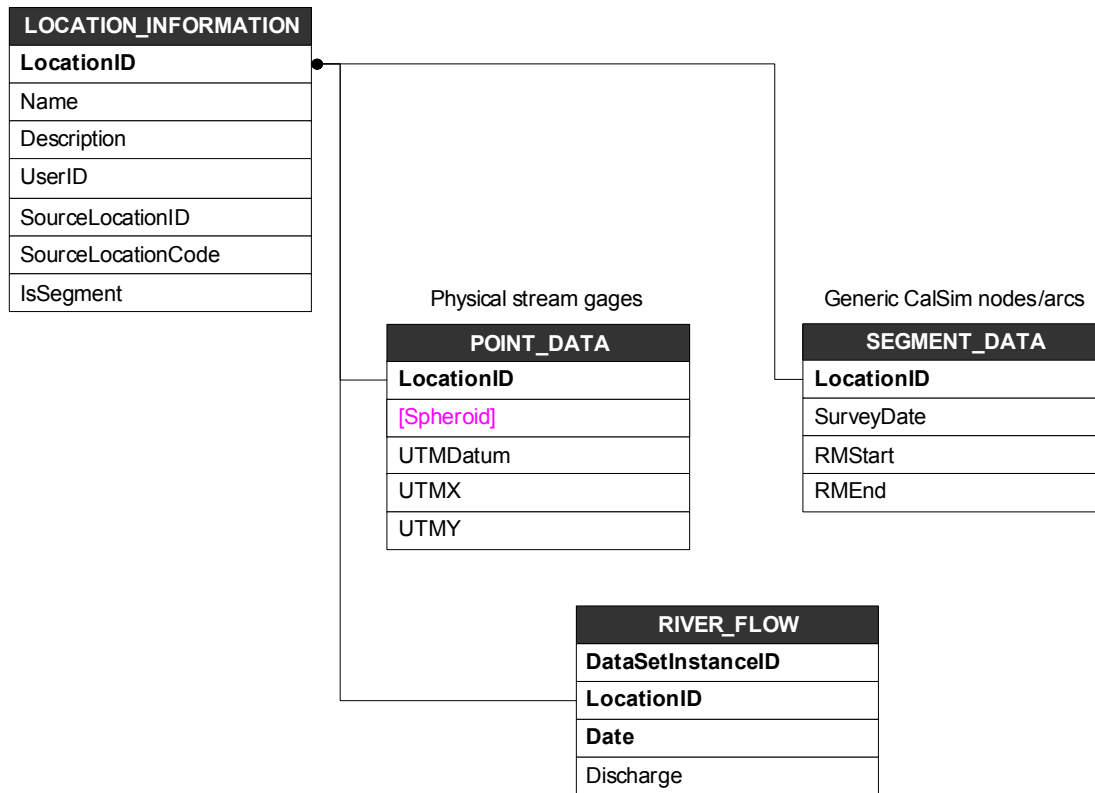 LOCATION_INFORMATION
LocationID
Name
Description
UserID
SourceLocationID
SourceLocationCode
IsSegment
Physical stream gages
POINT_DATA
LocationID
[Spheroid]
UTMDatum
UTMX
UTMY
Generic CalSim nodes/arcs
SEGMENT_DATA
LocationID
SurveyDate
RMStart
RMEnd
RIVER_FLOW
DataSetInstanceID
LocationID
Date
Discharge